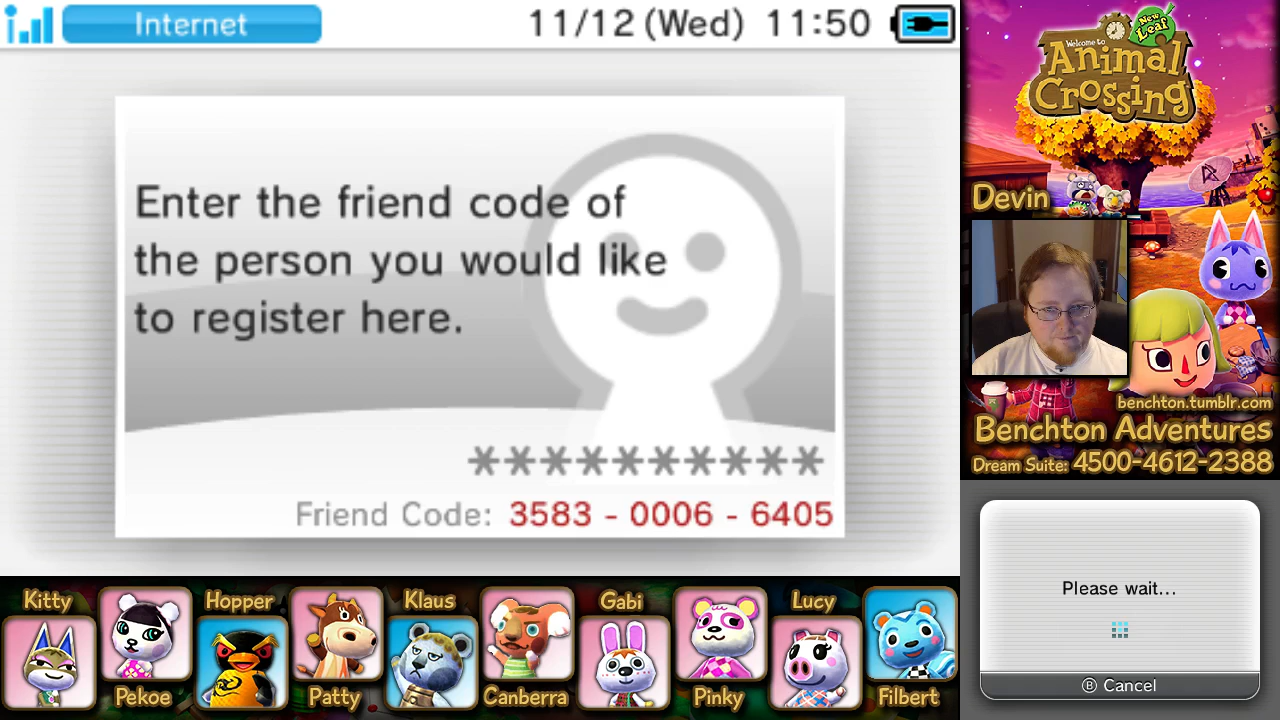 Internet
11/12 (Wed) 11:50
Enter the friend code of
the person you would like
to register here.
**********
Friend Code: 3583 - 0006 - 6405
Welcome to
Animal
Crossing
New
Leaf
Devin
benchton.tumblr.com
Benchton Adventures
Dream Suite: 4500-4612-2388
Please wait...
Ⓑ Cancel
Kitty
Pekoe
Hopper
Patty
Klaus
Canberra
Gabi
Pinky
Lucy
Filbert